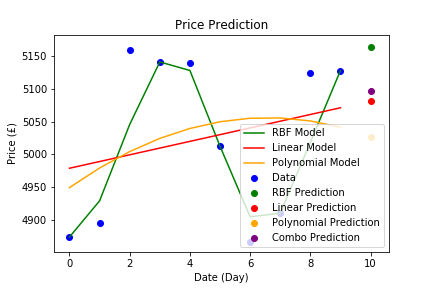 Price Prediction
Price (£)
5150
5100
5050
5000
4950
4900
0
2
4
6
8
10
Date (Day)
RBF Model
Linear Model
Polynomial Model
Data
RBF Prediction
Linear Prediction
Polynomial Prediction
Combo Prediction